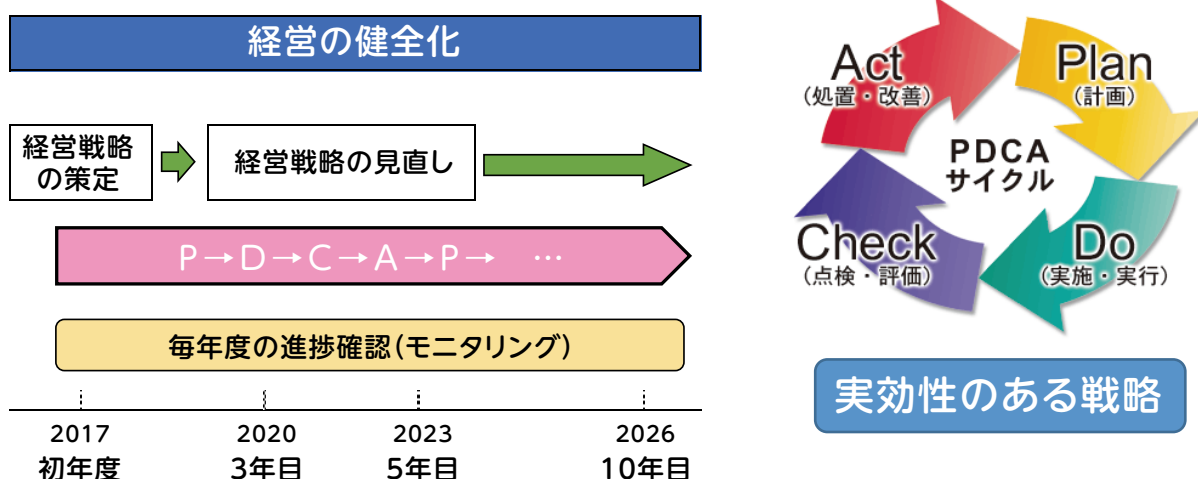 経営の健全化
経営戦略
の策定
経営戦略の見直し
P→D→C→A→P→ …
毎年度の進捗確認(モニタリング)
2017
初年度
2020
3年目
2023
5年目
2026
10年目
Act
(処置・改善)
Plan
(計画)
PDCA
サイクル
Check
(点検・評価)
Do
(実施・実行)
実効性のある戦略